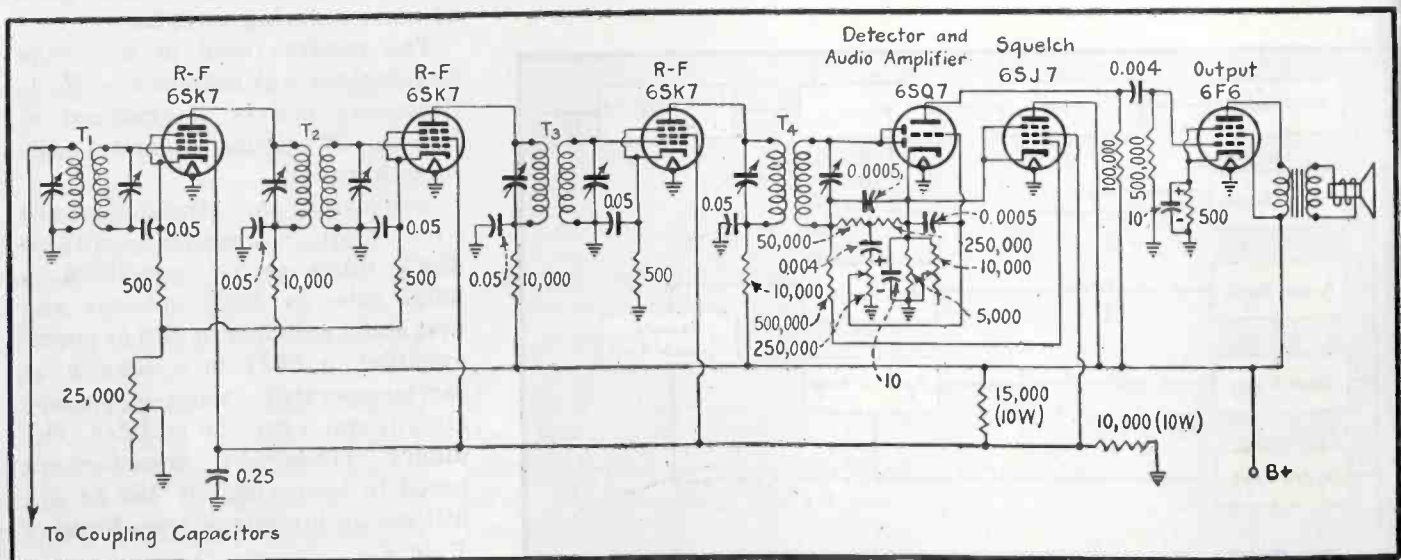 Detector and
Audio Amplifier
Squelch
R-F
6SK7
R-F
6SK7
R-F
6SK7
6SQ7
6SJ7
0.004
Output
6F6
T1
T2
T3
T4
0.05
0.05
0.05
0.05
0.05
0.05
500
10,000
500
10,000
500
10,000
0.0005
0.0005
50,000
250,000
0.004
10,000
500,000
250,000
5,000
10
100,000
500,000
10
500
25,000
0.25
15,000
(10W)
10,000 (10W)
B+
To Coupling Capacitors